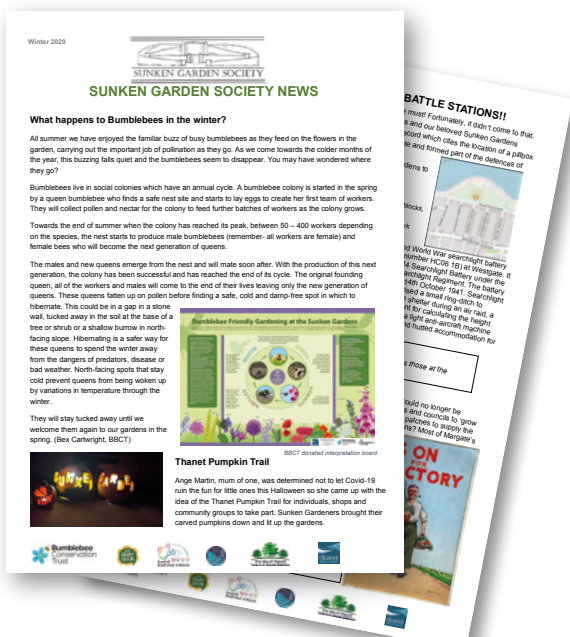 Winter 2020
SUNKEN GARDEN SOCIETY
SUNKEN GARDEN SOCIETY NEWS
What happens to Bumblebees in the winter?
All summer we have enjoyed the familiar buzz of busy bumblebees as they feed on the flowers in the
garden, carrying out the important job of pollination as they go. As we come towards the colder months of
the year, this buzzing falls quiet and the bumblebees seem to disappear. You may have wondered where
they go?
Bumblebees live in social colonies which have an annual cycle. A bumblebee colony is started in the spring
by a queen bumblebee who finds a safe nest site and starts to lay eggs to create her first team of workers.
They will collect pollen and nectar for the colony to feed further batches of workers as the colony grows.
Towards the end of summer when the colony has reached its peak, between 50 – 400 workers depending
on the species, the nest starts to produce male bumblebees (remember- all workers are female) and
female bees who will become the next generation of queens.
The males and new queens emerge from the nest and will mate soon after. With the production of this next
generation, the colony has been successful and has reached the end of its cycle. The original founding
queen, all of the workers and males will come to the end of their lives leaving only the new generation of
queens. These queens fatten up on pollen before finding a safe, cold and damp-free spot in which to
hibernate. This could be in a gap in a stone
wall, tucked away in the soil at the base of a
tree or shrub or a shallow burrow in north-
facing slope. Hibernating is a safer way for
these queens to spend the winter away
from the dangers of predators, disease or
bad weather. North-facing spots that stay
cold prevent queens from being woken up
by variations in temperature through the
winter.
They will stay tucked away until we
welcome them again to our gardens in the
spring. (Bex Cartwright, BBCT)
Bumblebee Friendly Gardening at the Sunken Gardens
BBCT donated interpretation board
Thanet Pumpkin Trail
Ange Martin, mum of one, was determined not to let Covid-19
ruin the fun for little ones this Halloween so she came up with the
idea of the Thanet Pumpkin Trail for individuals, shops and
community groups to take part. Sunken Gardeners brought their
carved pumpkins down and lit up the gardens.
Bumblebee
Conservation
Trust
BATTLE STATIONS!!
must! Fortunately, it didn't come to that.
s and our beloved Sunken Gardens
ecord which cites the location of a pillbox
te and formed part of the defences of
dens to
blocks,
d World War searchlight battery
number HC06 1B) at Westgate. It
4 Searchlight Battery under the
archlight Regiment. The battery
14th October 1941. Searchlight
ised a small ring-ditch to
shelter during an air raid, a
nt for calculating the height
a light anti-aircraft machine
nd hutted accommodation for
s those at the
ould no longer be
s and councils to 'grow
patches to supply the
ns? Most of Margate's
ON
FOR
CTORY